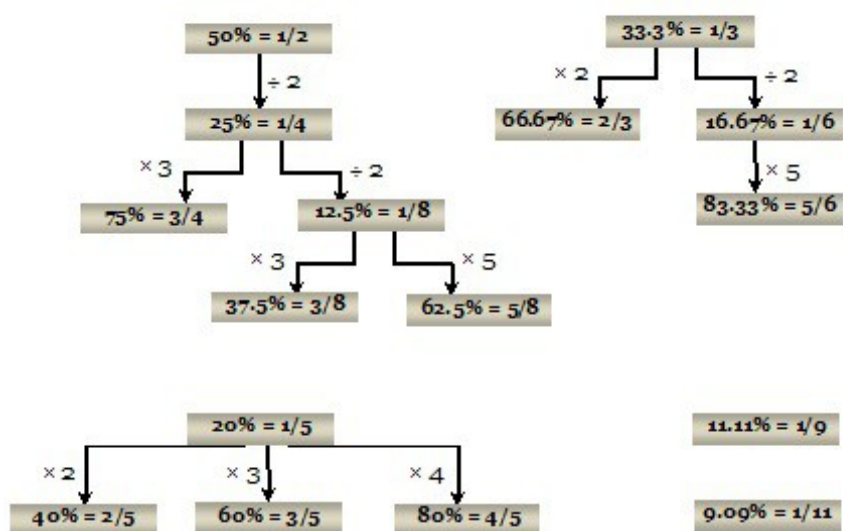 50% = 1/2
33.3% = 1/3
÷ 2
× 2
÷ 2
25% = 1/4
66.67% = 2/3
16.67% = 1/6
× 3
÷ 2
× 5
75% = 3/4
12.5% = 1/8
83.33% = 5/6
× 3
× 5
37.5% = 3/8
62.5% = 5/8
20% = 1/5
11.11% = 1/9
× 2
× 3
× 4
40% = 2/5
60% = 3/5
80% = 4/5
9.09% = 1/11